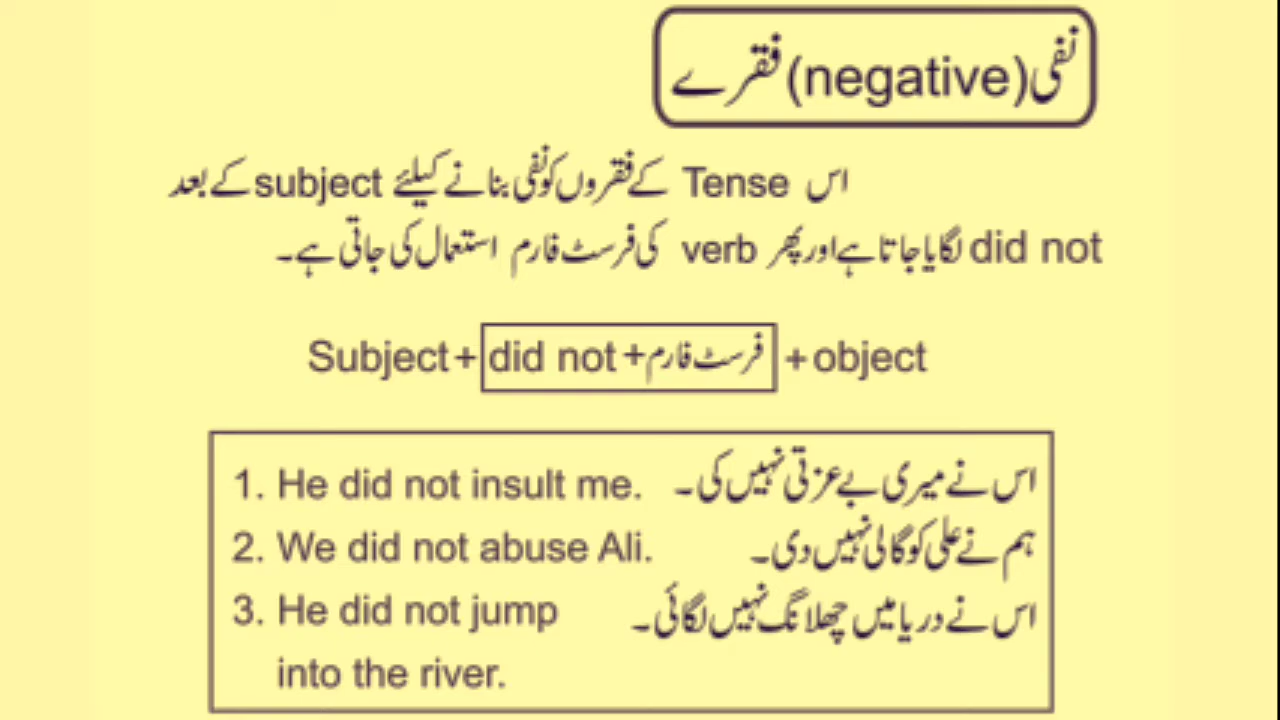 نفی(negative) فقرے
اس Tense کے فقروں کو نفی بنانے کیلئے subject کے بعد
did not لگایا جاتا ہے اور پھر verb کی فرسٹ فارم استعمال کی جاتی ہے۔
Subject + did not + فرسٹ فارم + object
1. He did not insult me. اس نے میری بے عزتی نہیں کی۔
2. We did not abuse Ali. ہم نے علی کو گالی نہیں دی۔
3. He did not jump اس نے دریا میں چھلانگ نہیں لگائی۔
into the river.